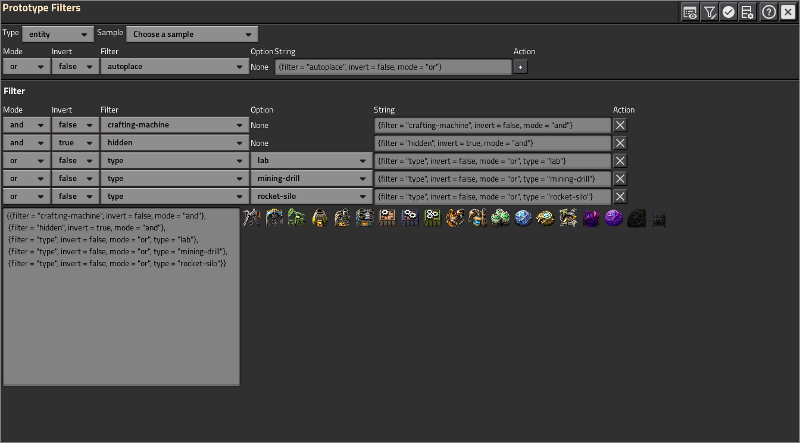 Prototype Filters
Type entity Sample Choose a sample
Mode Invert Filter Option String Action
or false autoplace None {filter = "autoplace", invert = false, mode = "or"} +
Filter
Mode Invert Filter Option String Action
and false crafting-machine None {filter = "crafting-machine", invert = false, mode = "and"}
and true hidden None {filter = "hidden", invert = true, mode = "and"}
or false type lab {filter = "type", invert = false, mode = "or", type = "lab"}
or false type mining-drill {filter = "type", invert = false, mode = "or", type = "mining-drill"}
or false type rocket-silo {filter = "type", invert = false, mode = "or", type = "rocket-silo"}
{{filter = "crafting-machine", invert = false, mode = "and"},
{filter = "hidden", invert = true, mode = "and"},
{filter = "type", invert = false, mode = "or", type = "lab"},
{filter = "type", invert = false, mode = "or", type = "mining-drill"},
{filter = "type", invert = false, mode = "or", type = "rocket-silo"}}